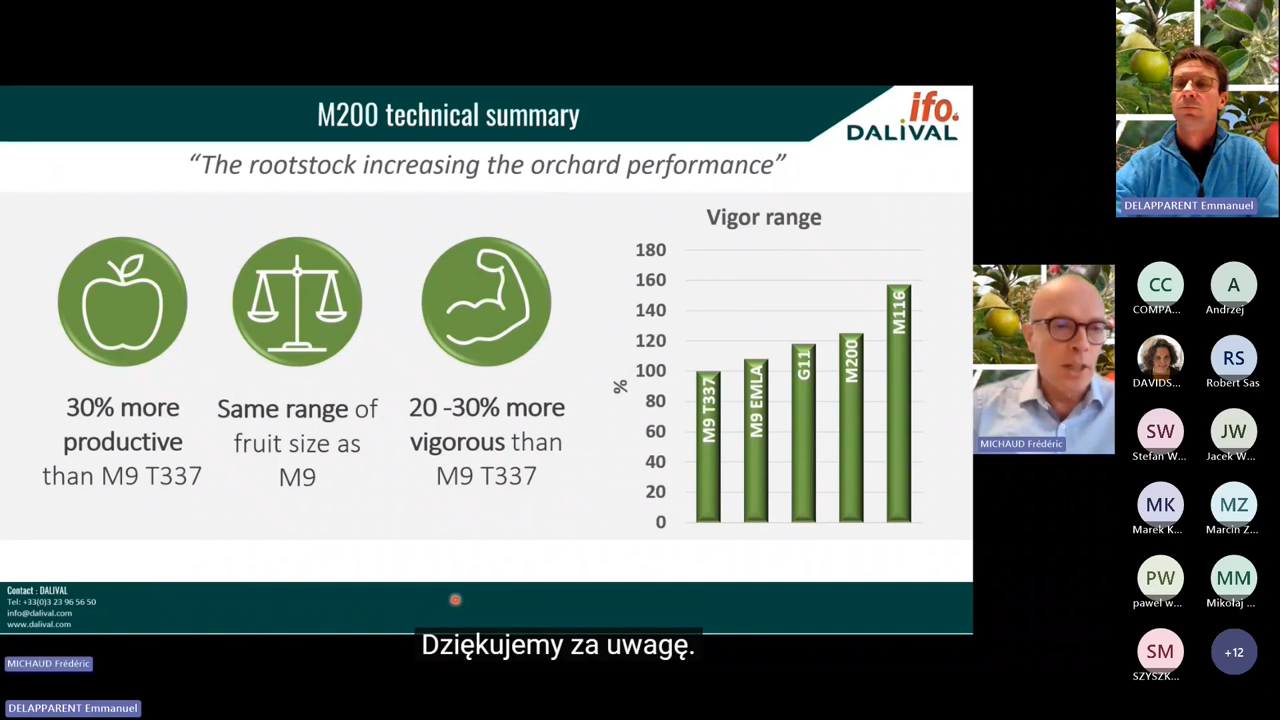 M200 technical summary
ifo.
DALiVAL
“The rootstock increasing the orchard performance”
30% more
productive
than M9 T337
Same range of
fruit size as
M9
20 -30% more
vigorous than
M9 T337
Vigor range
180
160
140
120
100
80
60
40
20
0
%
M9 T337
M9 EMLA
G11
M200
M116
Contact : DALIVAL
Tel: +33(0)3 23 96 56 50
info@dalival.com
www.dalival.com
Dziękujemy za uwagę.
MICHAUD Frédéric
DELAPPARENT Emmanuel
MICHAUD Frédéric
DELAPPARENT Emmanuel
CC
COMPA...
A
Andrzej
DAVIDS...
RS
Robert Sas
SW
Stefan W...
JW
Jacek W...
MK
Marek K...
MZ
Marcin Z...
PW
paweł w...
MM
Mikołaj ...
SM
SZYSZK...
+12